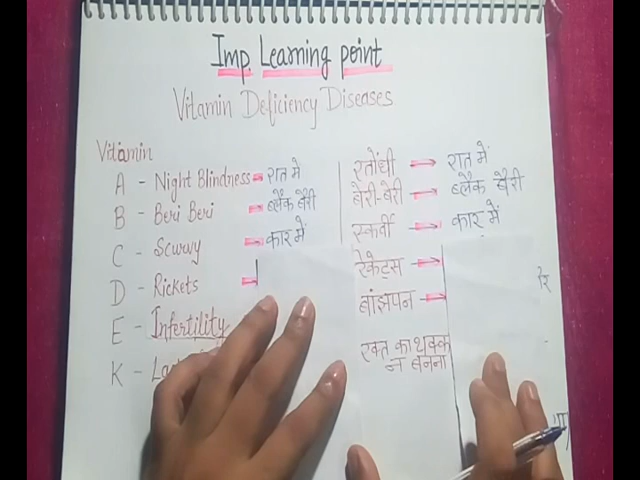 Imp. Learning point
Vitamin Deficiency Diseases
Vitamin
A - Night Blindness → रात में
B - Beri Beri → ब्लैक बैरी
C - Scurvy → कार में
D - Rickets →
E - Infertility
K -
रतोंधी → रात में
बेरी-बेरी → ब्लैक बैरी
स्कर्वी → कार में
रिकेट्स →
बांझपन →
रक्त का थक्क
न बनना